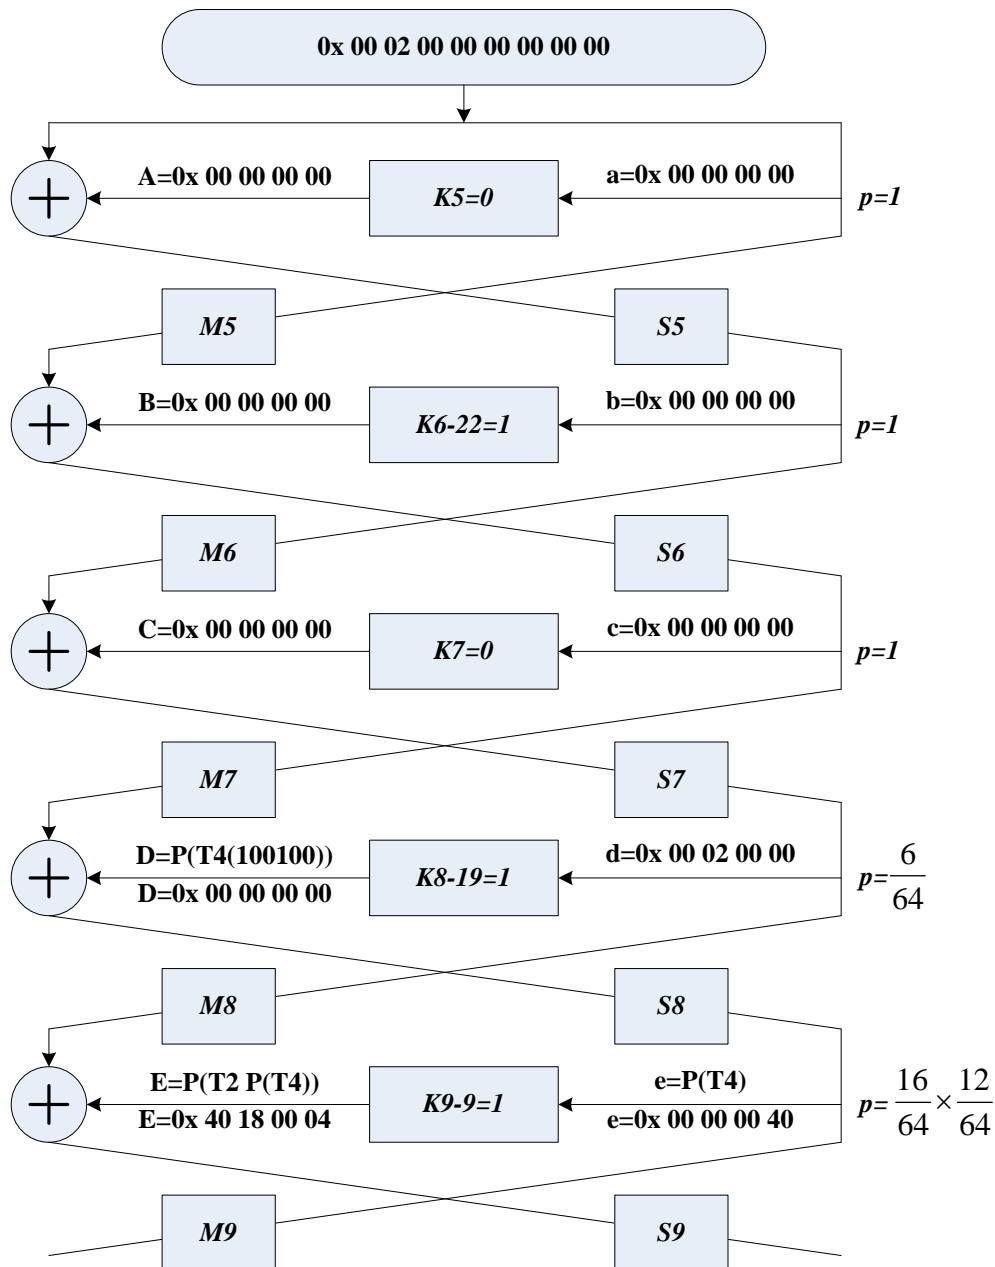 0x 00 02 00 00 00 00 00 00
A=0x 00 00 00 00
K5=0
a=0x 00 00 00 00
p=1
M5
S5
B=0x 00 00 00 00
K6-22=1
b=0x 00 00 00 00
p=1
M6
S6
C=0x 00 00 00 00
K7=0
c=0x 00 00 00 00
p=1
M7
S7
D=P(T4(100100))
D=0x 00 00 00 00
K8-19=1
d=0x 00 02 00 00
p=6/64
M8
S8
E=P(T2 P(T4))
E=0x 40 18 00 04
K9-9=1
e=P(T4)
e=0x 00 00 00 40
p=16/64×12/64
M9
S9